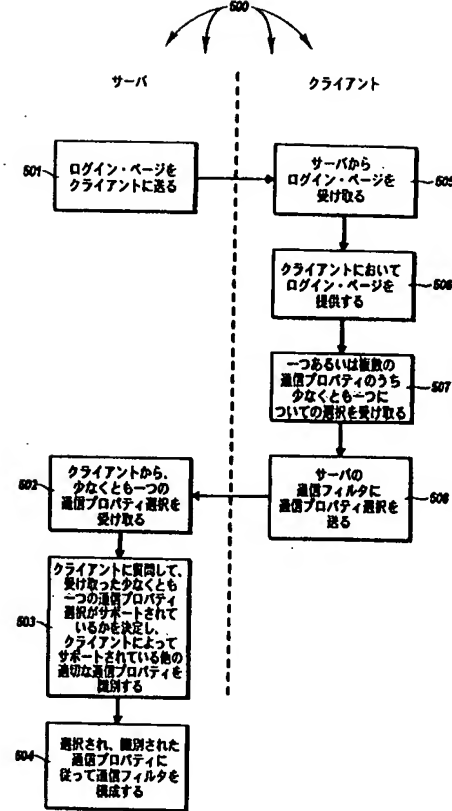 500
サーバ
クライアント
501
ログイン・ページを
クライアントに送る
サーバから
ログイン・ページを
受け取る
505
クライアントにおいて
ログイン・ページを
提供する
506
一つあるいは複数の
通信プロパティのうち
少なくとも一つに
ついての選択を受け取る
507
サーバの
通信フィルタに
通信プロパティ選択を
送る
508
502
クライアントから、
少なくとも一つの
通信プロパティ選択を
受け取る
503
クライアントに質問して、
受け取った少なくとも
一つの通信プロパティ
選択がサポートされて
いるかを決定し、
クライアントによって
サポートされている他の
適切な通信プロパティを
識別する
504
選択され、識別された
通信プロパティに
従って通信フィルタを
構成する